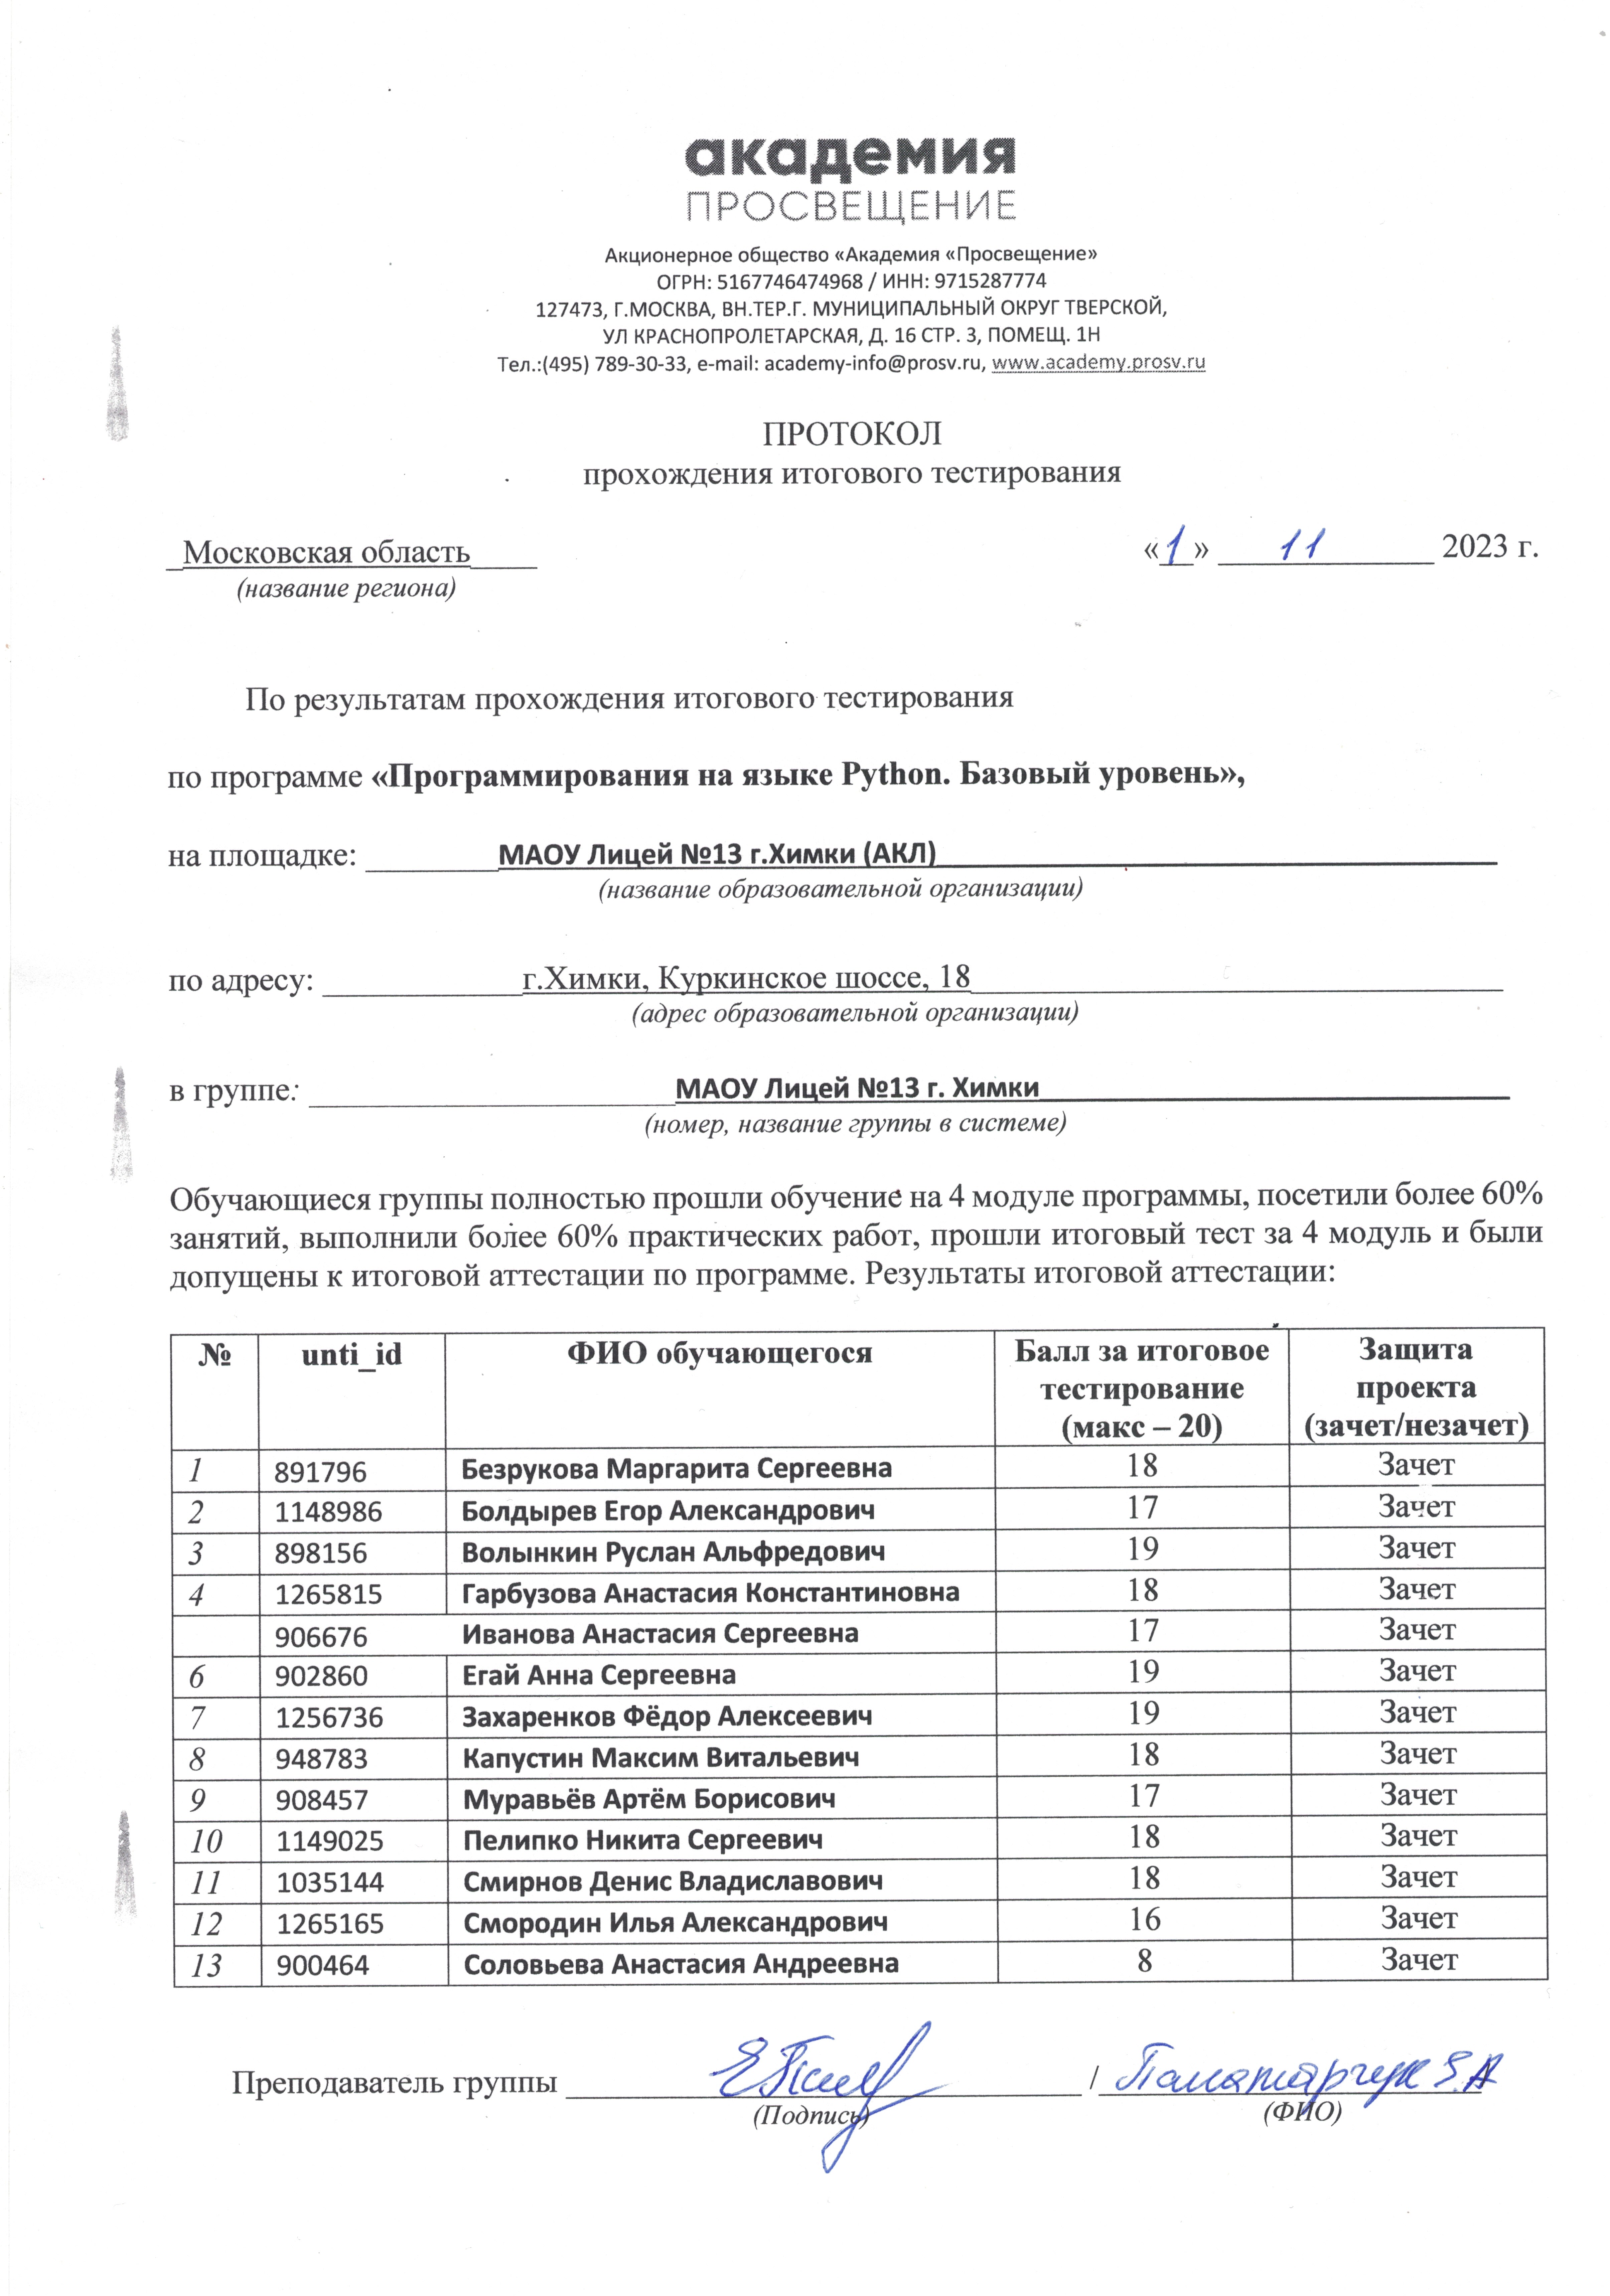 академия
ПРОСВЕЩЕНИЕ
Акционерное общество «Академия «Просвещение»
ОГРН: 5167746474968 / ИНН: 9715287774
127473, Г.МОСКВА, ВН.ТЕР.Г. МУНИЦИПАЛЬНЫЙ ОКРУГ ТВЕРСКОЙ,
УЛ КРАСНОПРОЛЕТАРСКАЯ, Д. 16 СТР. 3, ПОМЕЩ. 1Н
Тел.:(495) 789-30-33, e-mail: academy-info@prosv.ru, www.academy.prosv.ru
ПРОТОКОЛ
прохождения итогового тестирования
Московская область «1» 11 2023 г.
(название региона)
По результатам прохождения итогового тестирования
по программе «Программирования на языке Python. Базовый уровень»,
на площадке: МАОУ Лицей №13 г.Химки (АКЛ)
(название образовательной организации)
по адресу: г.Химки, Куркинское шоссе, 18
(адрес образовательной организации)
в группе: МАОУ Лицей №13 г. Химки
(номер, название группы в системе)
Обучающиеся группы полностью прошли обучение на 4 модуле программы, посетили более 60%
занятий, выполнили более 60% практических работ, прошли итоговый тест за 4 модуль и были
допущены к итоговой аттестации по программе. Результаты итоговой аттестации:
№ unti_id ФИО обучающегося Балл за итоговое тестирование (макс – 20) Защита проекта (зачет/незачет)
1 891796 Безрукова Маргарита Сергеевна 18 Зачет
2 1148986 Болдырев Егор Александрович 17 Зачет
3 898156 Волынкин Руслан Альфредович 19 Зачет
4 1265815 Гарбузова Анастасия Константиновна 18 Зачет
906676 Иванова Анастасия Сергеевна 17 Зачет
6 902860 Егай Анна Сергеевна 19 Зачет
7 1256736 Захаренков Фёдор Алексеевич 19 Зачет
8 948783 Капустин Максим Витальевич 18 Зачет
9 908457 Муравьёв Артём Борисович 17 Зачет
10 1149025 Пелипко Никита Сергеевич 18 Зачет
11 1035144 Смирнов Денис Владиславович 18 Зачет
12 1265165 Смородин Илья Александрович 16 Зачет
13 900464 Соловьева Анастасия Андреевна 8 Зачет
Преподаватель группы /
(Подпись) (ФИО)